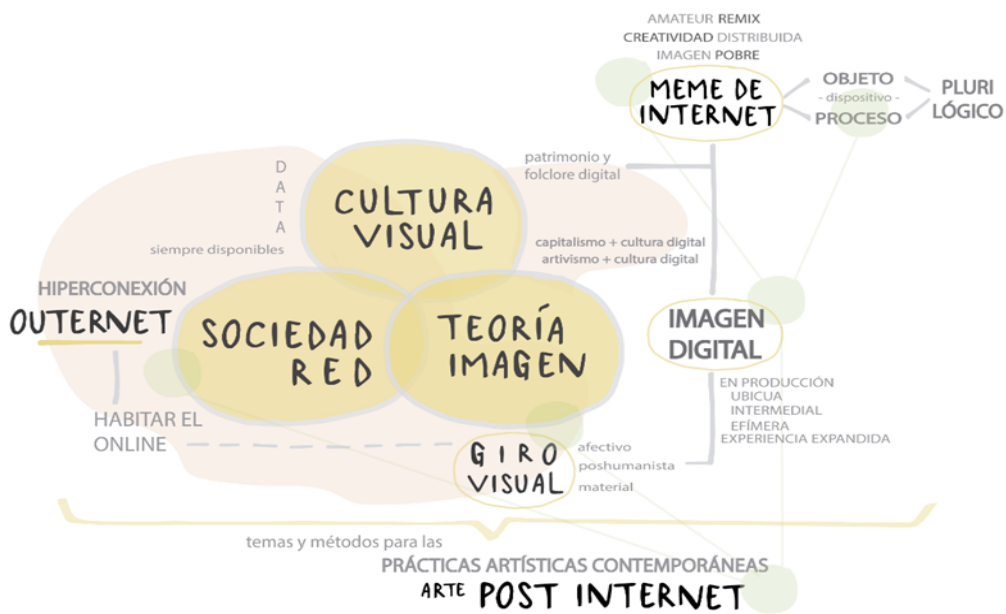 AMATEUR REMIX
CREATIVIDAD DISTRIBUIDA
IMAGEN POBRE
MEME DE
INTERNET
OBJETO
- dispositivo -
PROCESO
PLURI
LÓGICO
patrimonio y
folclore digital
D
A
T
A
siempre disponibles
CULTURA
VISUAL
capitalismo + cultura digital
artivismo + cultura digital
HIPERCONEXIÓN
OUTERNET
SOCIEDAD
RED
TEORÍA
IMAGEN
IMAGEN
DIGITAL
EN PRODUCCIÓN
UBICUA
INTERMEDIAL
EFÍMERA
EXPERIENCIA EXPANDIDA
HABITAR EL
ONLINE
GIRO
VISUAL
afectivo
poshumanista
material
temas y métodos para las
PRÁCTICAS ARTÍSTICAS CONTEMPORÁNEAS
ARTE POST INTERNET